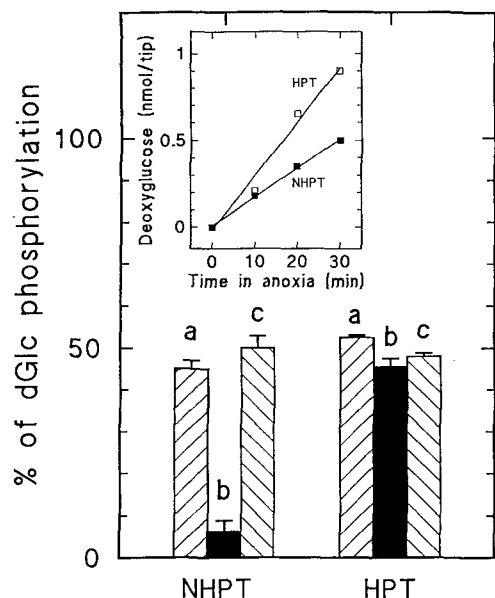 % of dGlc phosphorylation
100
50
0
Deoxyglucose (nmol/tip)
1
0.5
0
HPT
NHPT
0 10 20 30
Time in anoxia (min)
a b c a b c
NHPT HPT